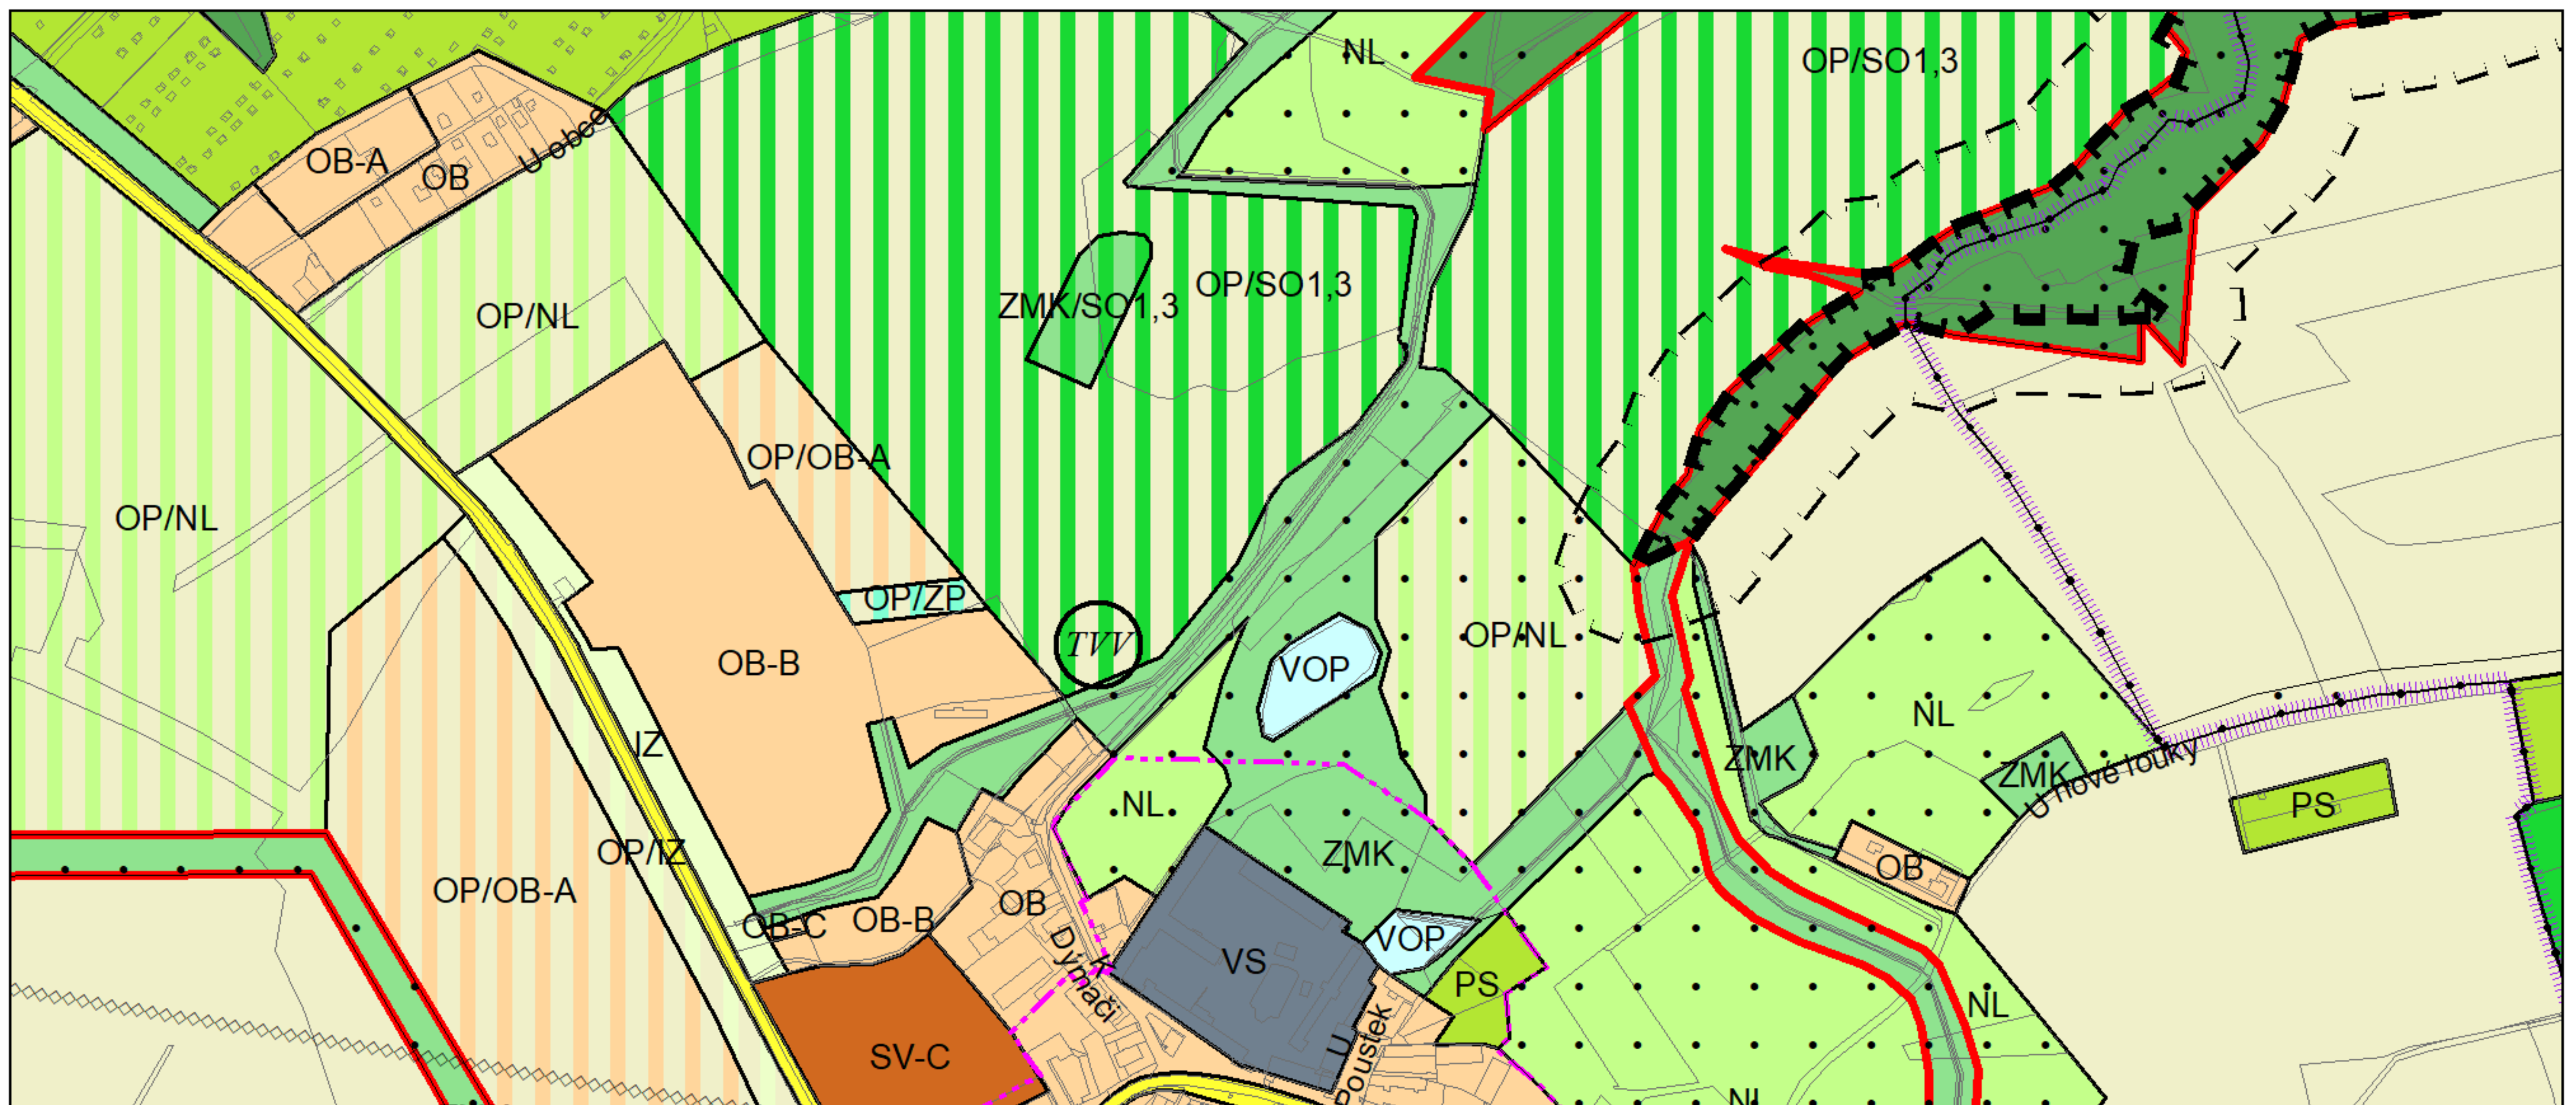 NL
OP/SO1,3
OB-A
OB
U obce
OP/NL
ZMK/SO1,3
OP/SO1,3
OP/OB-A
OP/NL
OP/ZP
TVV
OP/NL
OB-B
VOP
NL
IZ
ZMK
ZMK
U nové louky
PS
NL
OP/IZ
ZMK
OB
OP/OB-A
OB
OB-C
OB-B
VOP
VS
PS
K
Dýmači
NL
U
Poustek
SV-C
NL